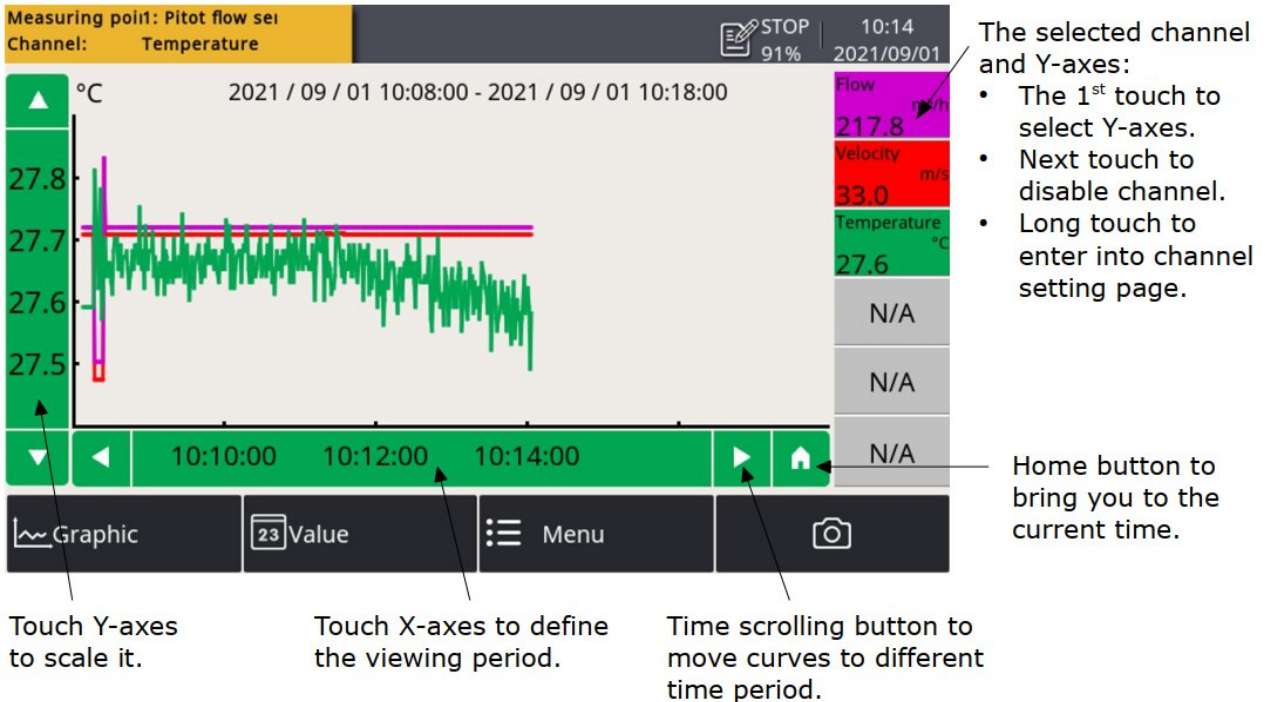 Measuring poin1: Pitot flow sei
Channel: Temperature
STOP
91%
10:14
2021/09/01
°C
2021 / 09 / 01 10:08:00 - 2021 / 09 / 01 10:18:00
27.8
27.7
27.6
27.5
10:10:00 10:12:00 10:14:00
Flow
217.8
Velocity
m/s
33.0
Temperature
°C
27.6
N/A
N/A
N/A
Graphic
23 Value
Menu
The selected channel
and Y-axes:
• The 1st touch to
select Y-axes.
• Next touch to
disable channel.
• Long touch to
enter into channel
setting page.
Home button to
bring you to the
current time.
Touch Y-axes
to scale it.
Touch X-axes to define
the viewing period.
Time scrolling button to
move curves to different
time period.